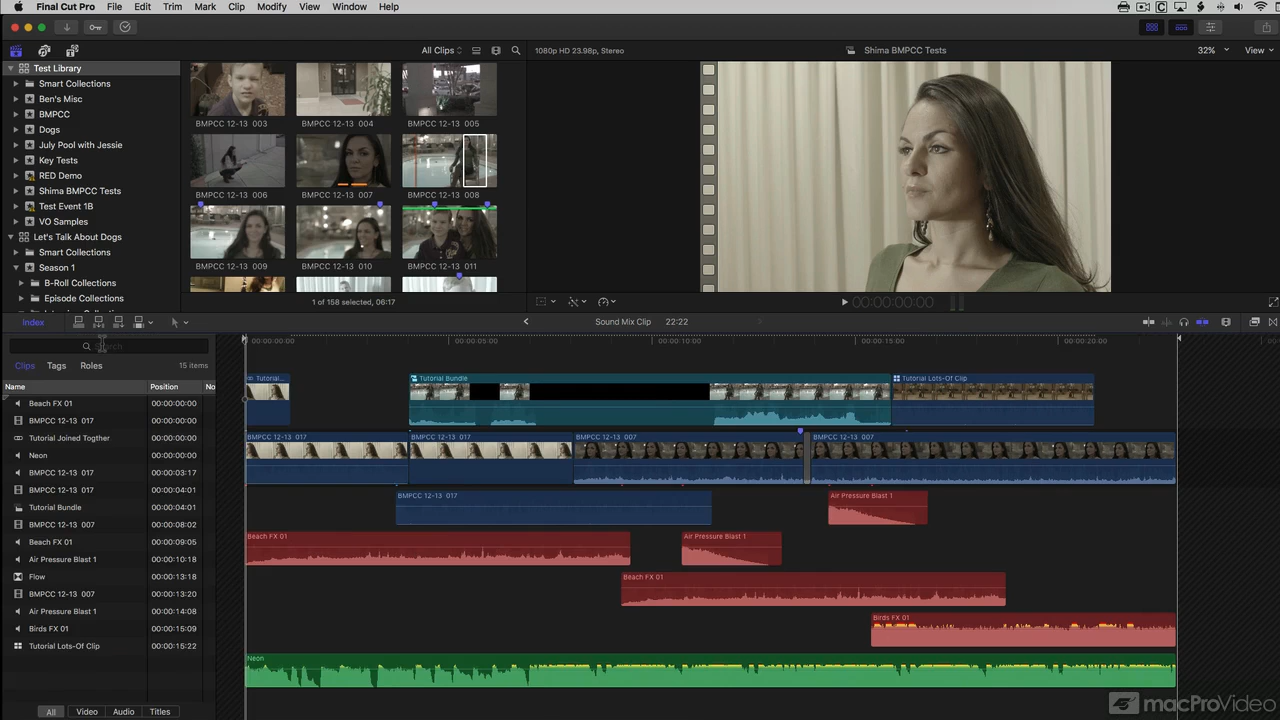 Final Cut Pro File Edit Trim Mark Clip Modify View Window Help
All Clips
1080p HD 23.98p, Stereo
Shima BMPCC Tests
32%
View
Test Library
Smart Collections
Ben's Misc
BMPCC
Dogs
July Pool with Jessie
Key Tests
RED Demo
Shima BMPCC Tests
Test Event 1B
VO Samples
Let's Talk About Dogs
Smart Collections
Season 1
B-Roll Collections
Episode Collections
BMPCC 12-13 003
BMPCC 12-13 004
BMPCC 12-13 005
BMPCC 12-13 006
BMPCC 12-13 007
BMPCC 12-13 008
BMPCC 12-13 009
BMPCC 12-13 010
BMPCC 12-13 011
1 of 158 selected, 06:17
00:00:00:00
Index
Sound Mix Clip
22:22
Search
Clips
Tags
Roles
15 items
Name Position No
Beach FX 01 00:00:00:00
BMPCC 12-13 017 00:00:00:00
Tutorial Joined Togther 00:00:00:00
Neon 00:00:00:00
BMPCC 12-13 017 00:00:03:17
BMPCC 12-13 017 00:00:04:01
Tutorial Bundle 00:00:04:01
BMPCC 12-13 007 00:00:08:02
Beach FX 01 00:00:09:05
Air Pressure Blast 1 00:00:10:18
Flow 00:00:13:18
BMPCC 12-13 007 00:00:13:20
Air Pressure Blast 1 00:00:14:08
Birds FX 01 00:00:15:09
Tutorial Lots-Of Clip 00:00:15:22
All
Video
Audio
Titles
00:00:00:00
00:00:05:00
00:00:10:00
00:00:15:00
00:00:20:00
Tutorial...
Tutorial Bundle
Tutorial Lots-Of Clip
BMPCC 12-13 017
BMPCC 12-13 017
BMPCC 12-13 007
BMPCC 12-13 007
BMPCC 12-13 017
Air Pressure Blast 1
Beach FX 01
Air Pressure Blast 1
Beach FX 01
Birds FX 01
Neon
macProVideo